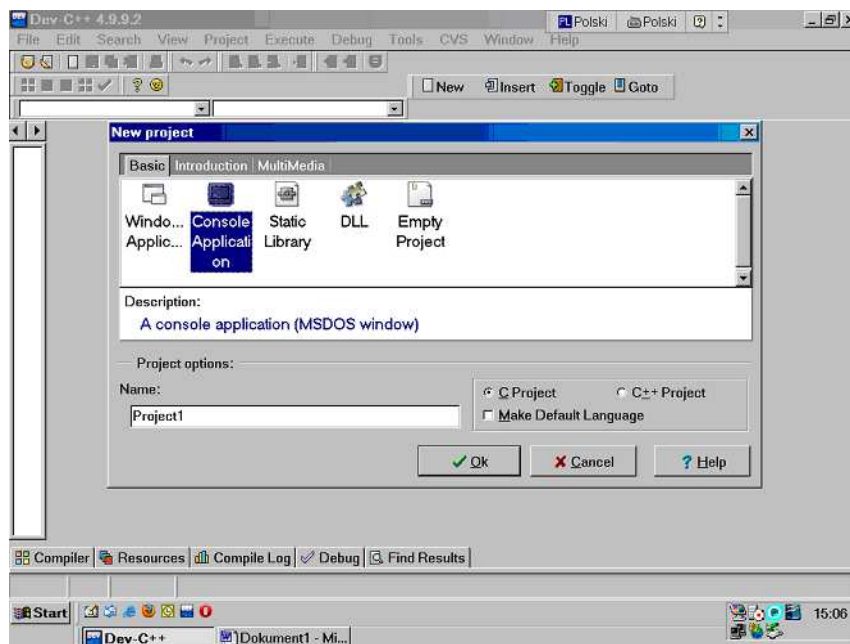 Dev-C++ 4.9.9.2
Polski Polski
File Edit Search View Project Execute Debug Tools CVS Window Help
New Insert Toggle Goto
New project
Basic Introduction MultiMedia
Windo... Console Static DLL Empty
Applic... Applicati Library Project
on
Description:
A console application (MSDOS window)
Project options:
Name:
C Project C++ Project
Project1
Make Default Language
Ok Cancel Help
Compiler Resources Compile Log Debug Find Results
Start 15:06
Dev-C++ Dokument1 - Mi...